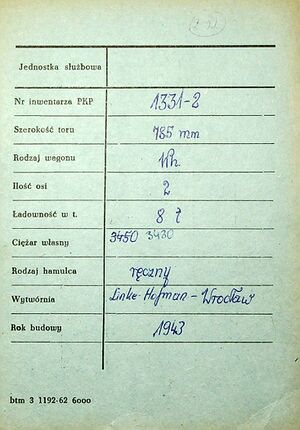 Jednostka służbowa
Nr inwentarza PKP 1331-2
Szerokość toru 785 mm
Rodzaj wagonu Wh
Ilość osi 2
Ładowność w t. 8 t
Ciężar własny 3450 3430
Rodzaj hamulca ręczny
Wytwórnia Linke-Hofman-Wrocław
Rok budowy 1943
btm 3 1192-62 6000